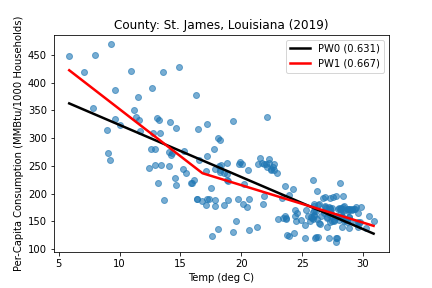 County: St. James, Louisiana (2019)
PW0 (0.631)
PW1 (0.667)
Per-Capita Consumption (MMBtu/1000 Households)
450
400
350
300
250
200
150
100
5 10 15 20 25 30
Temp (deg C)